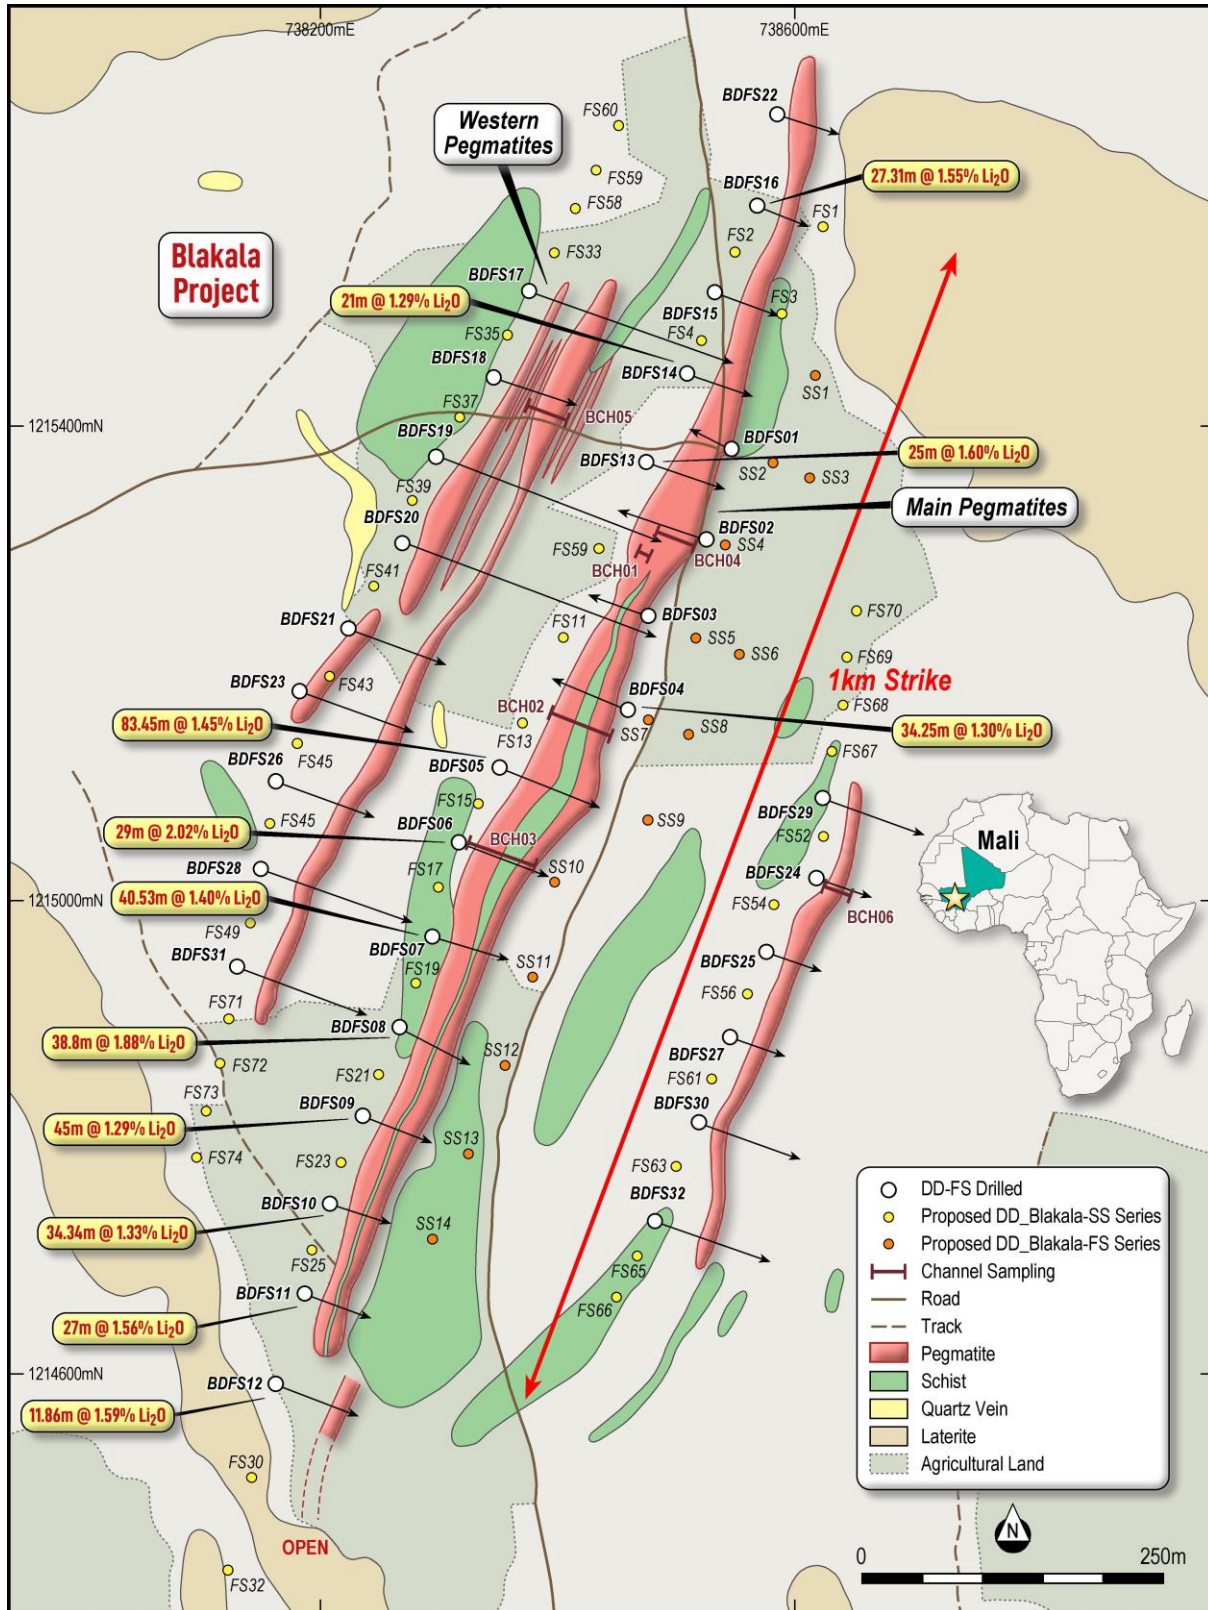 738200mE
738600mE
BDFS22
FS60
Western
Pegmatites
FS59
BDFS16
27.31m @ 1.55% Li₂O
FS58
FS1
FS2
FS33
Blakala
Project
BDFS17
21m @ 1.29% Li₂O
BDFS15
FS3
FS35
FS4
BDFS18
BDFS14
SS1
FS37
BCH05
1215400mN
BDFS19
BDFS01
25m @ 1.60% Li₂O
BDFS13
SS2
SS3
FS39
Main Pegmatites
BDFS20
BDFS02
FS59
SS4
BCH01
BCH04
FS41
BDFS03
FS70
BDFS21
FS11
SS5
SS6
FS69
BDFS23
FS43
1km Strike
BDFS04
BCH02
FS68
83.45m @ 1.45% Li₂O
SS7
SS8
34.25m @ 1.30% Li₂O
FS13
FS45
FS67
BDFS26
BDFS05
FS15
BDFS29
FS45
SS9
29m @ 2.02% Li₂O
BDFS06
BCH03
FS52
Mali
BDFS28
SS10
FS17
BDFS24
40.53m @ 1.40% Li₂O
1215000mN
FS54
BCH06
FS49
BDFS07
BDFS31
BDFS25
FS19
SS11
FS56
FS71
BDFS08
38.8m @ 1.88% Li₂O
BDFS27
SS12
FS72
FS21
FS61
FS73
BDFS09
BDFS30
45m @ 1.29% Li₂O
SS13
FS74
FS23
FS63
BDFS10
BDFS32
34.34m @ 1.33% Li₂O
SS14
FS25
FS65
BDFS11
FS66
27m @ 1.56% Li₂O
1214600mN
BDFS12
11.86m @ 1.59% Li₂O
FS30
OPEN
FS32
DD-FS Drilled
Proposed DD_Blakala-SS Series
Proposed DD_Blakala-FS Series
Channel Sampling
Road
Track
Pegmatite
Schist
Quartz Vein
Laterite
Agricultural Land
N
0
250m